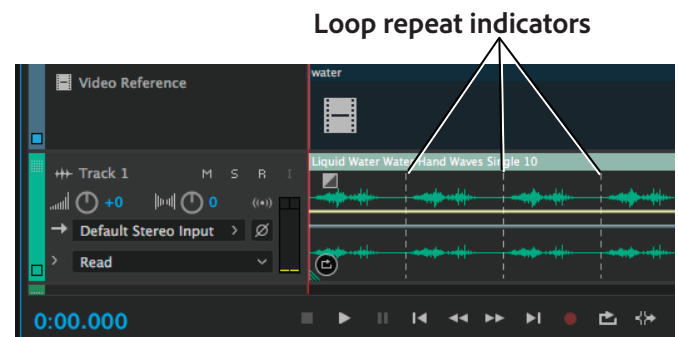 Loop repeat indicators
water
Video Reference
Liquid Water Water Hand Waves Single 10
Track 1 M S R I
+0 0
Default Stereo Input
Read
0:00.000